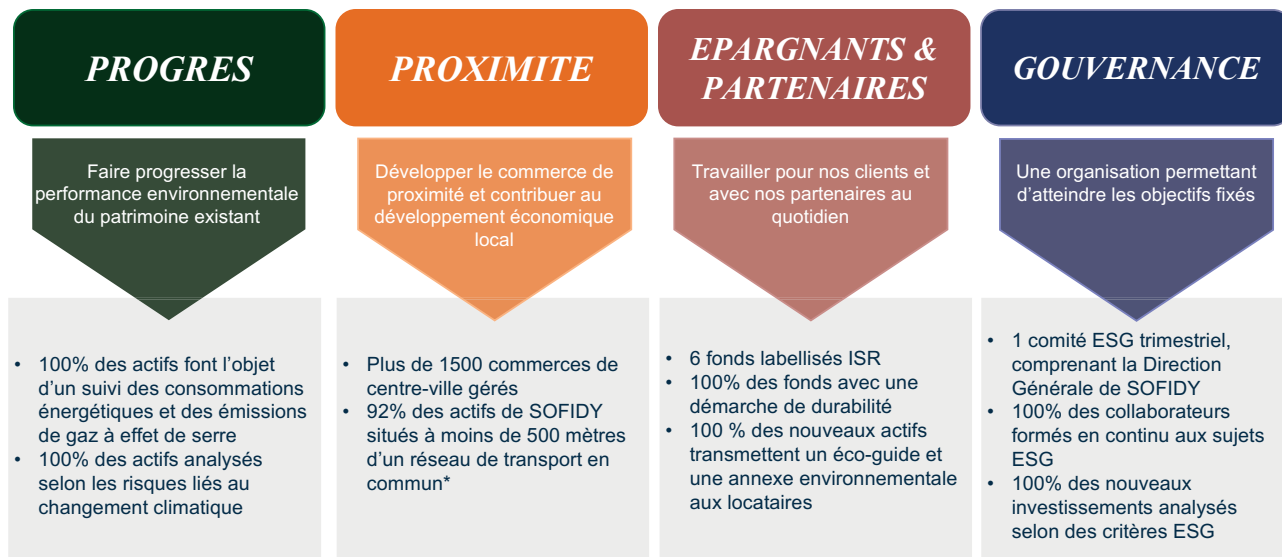 PROGRES
Faire progresser la
performance environnementale
du patrimoine existant
• 100% des actifs font l’objet
d’un suivi des consommations
énergétiques et des émissions
de gaz à effet de serre
• 100% des actifs analysés
selon les risques liés au
changement climatique
PROXIMITE
Développer le commerce de
proximité et contribuer au
développement économique
local
• Plus de 1500 commerces de
centre-ville gérés
• 92% des actifs de SOFIDY
situés à moins de 500 mètres
d’un réseau de transport en
commun*
EPARGNANTS &
PARTENAIRES
Travailler pour nos clients et
avec nos partenaires au
quotidien
• 6 fonds labellisés ISR
• 100% des fonds avec une
démarche de durabilité
• 100 % des nouveaux actifs
transmettent un éco-guide et
une annexe environnementale
aux locataires
GOUVERNANCE
Une organisation permettant
d’atteindre les objectifs fixés
• 1 comité ESG trimestriel,
comprenant la Direction
Générale de SOFIDY
• 100% des collaborateurs
formés en continu aux sujets
ESG
• 100% des nouveaux
investissements analysés
selon des critères ESG